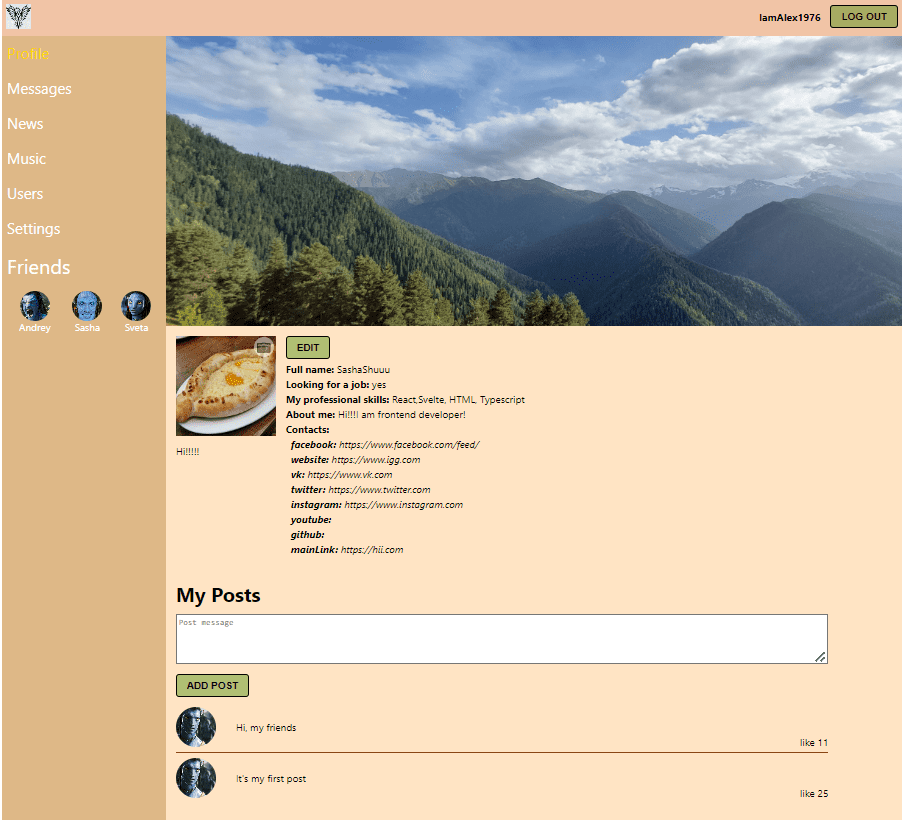 IamAlex1976
LOG OUT
Profile
Messages
News
Music
Users
Settings
Friends
Andrey
Sasha
Sveta
EDIT
Full name: SashaShuuu
Looking for a job: yes
My professional skills: React,Svelte, HTML, Typescript
About me: Hi!!!I am frontend developer!
Contacts:
facebook: https://www.facebook.com/feed/
website: https://www.igg.com
vk: https://www.vk.com
twitter: https://www.twitter.com
instagram: https://www.instagram.com
youtube:
github:
mainLink: https://hii.com
Hi!!!!!
My Posts
Post message
ADD POST
Hi, my friends
like 11
It's my first post
like 25